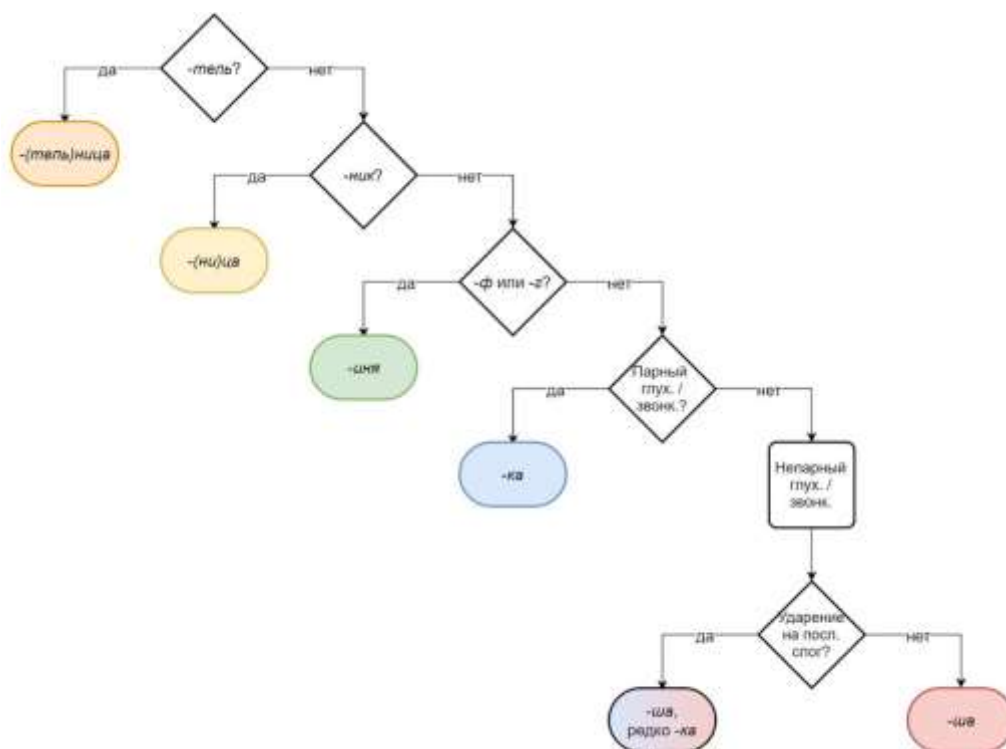 -тель?
да
нет
-(тель)ница
-ник?
да
нет
-(ни)ца
-ф или -г?
да
нет
-иня
Парный
глух. /
звонк.?
да
нет
-ка
Непарный
глух. /
звонк.
Ударение
на посл.
слог?
да
нет
-ша,
редко -ка
-ша